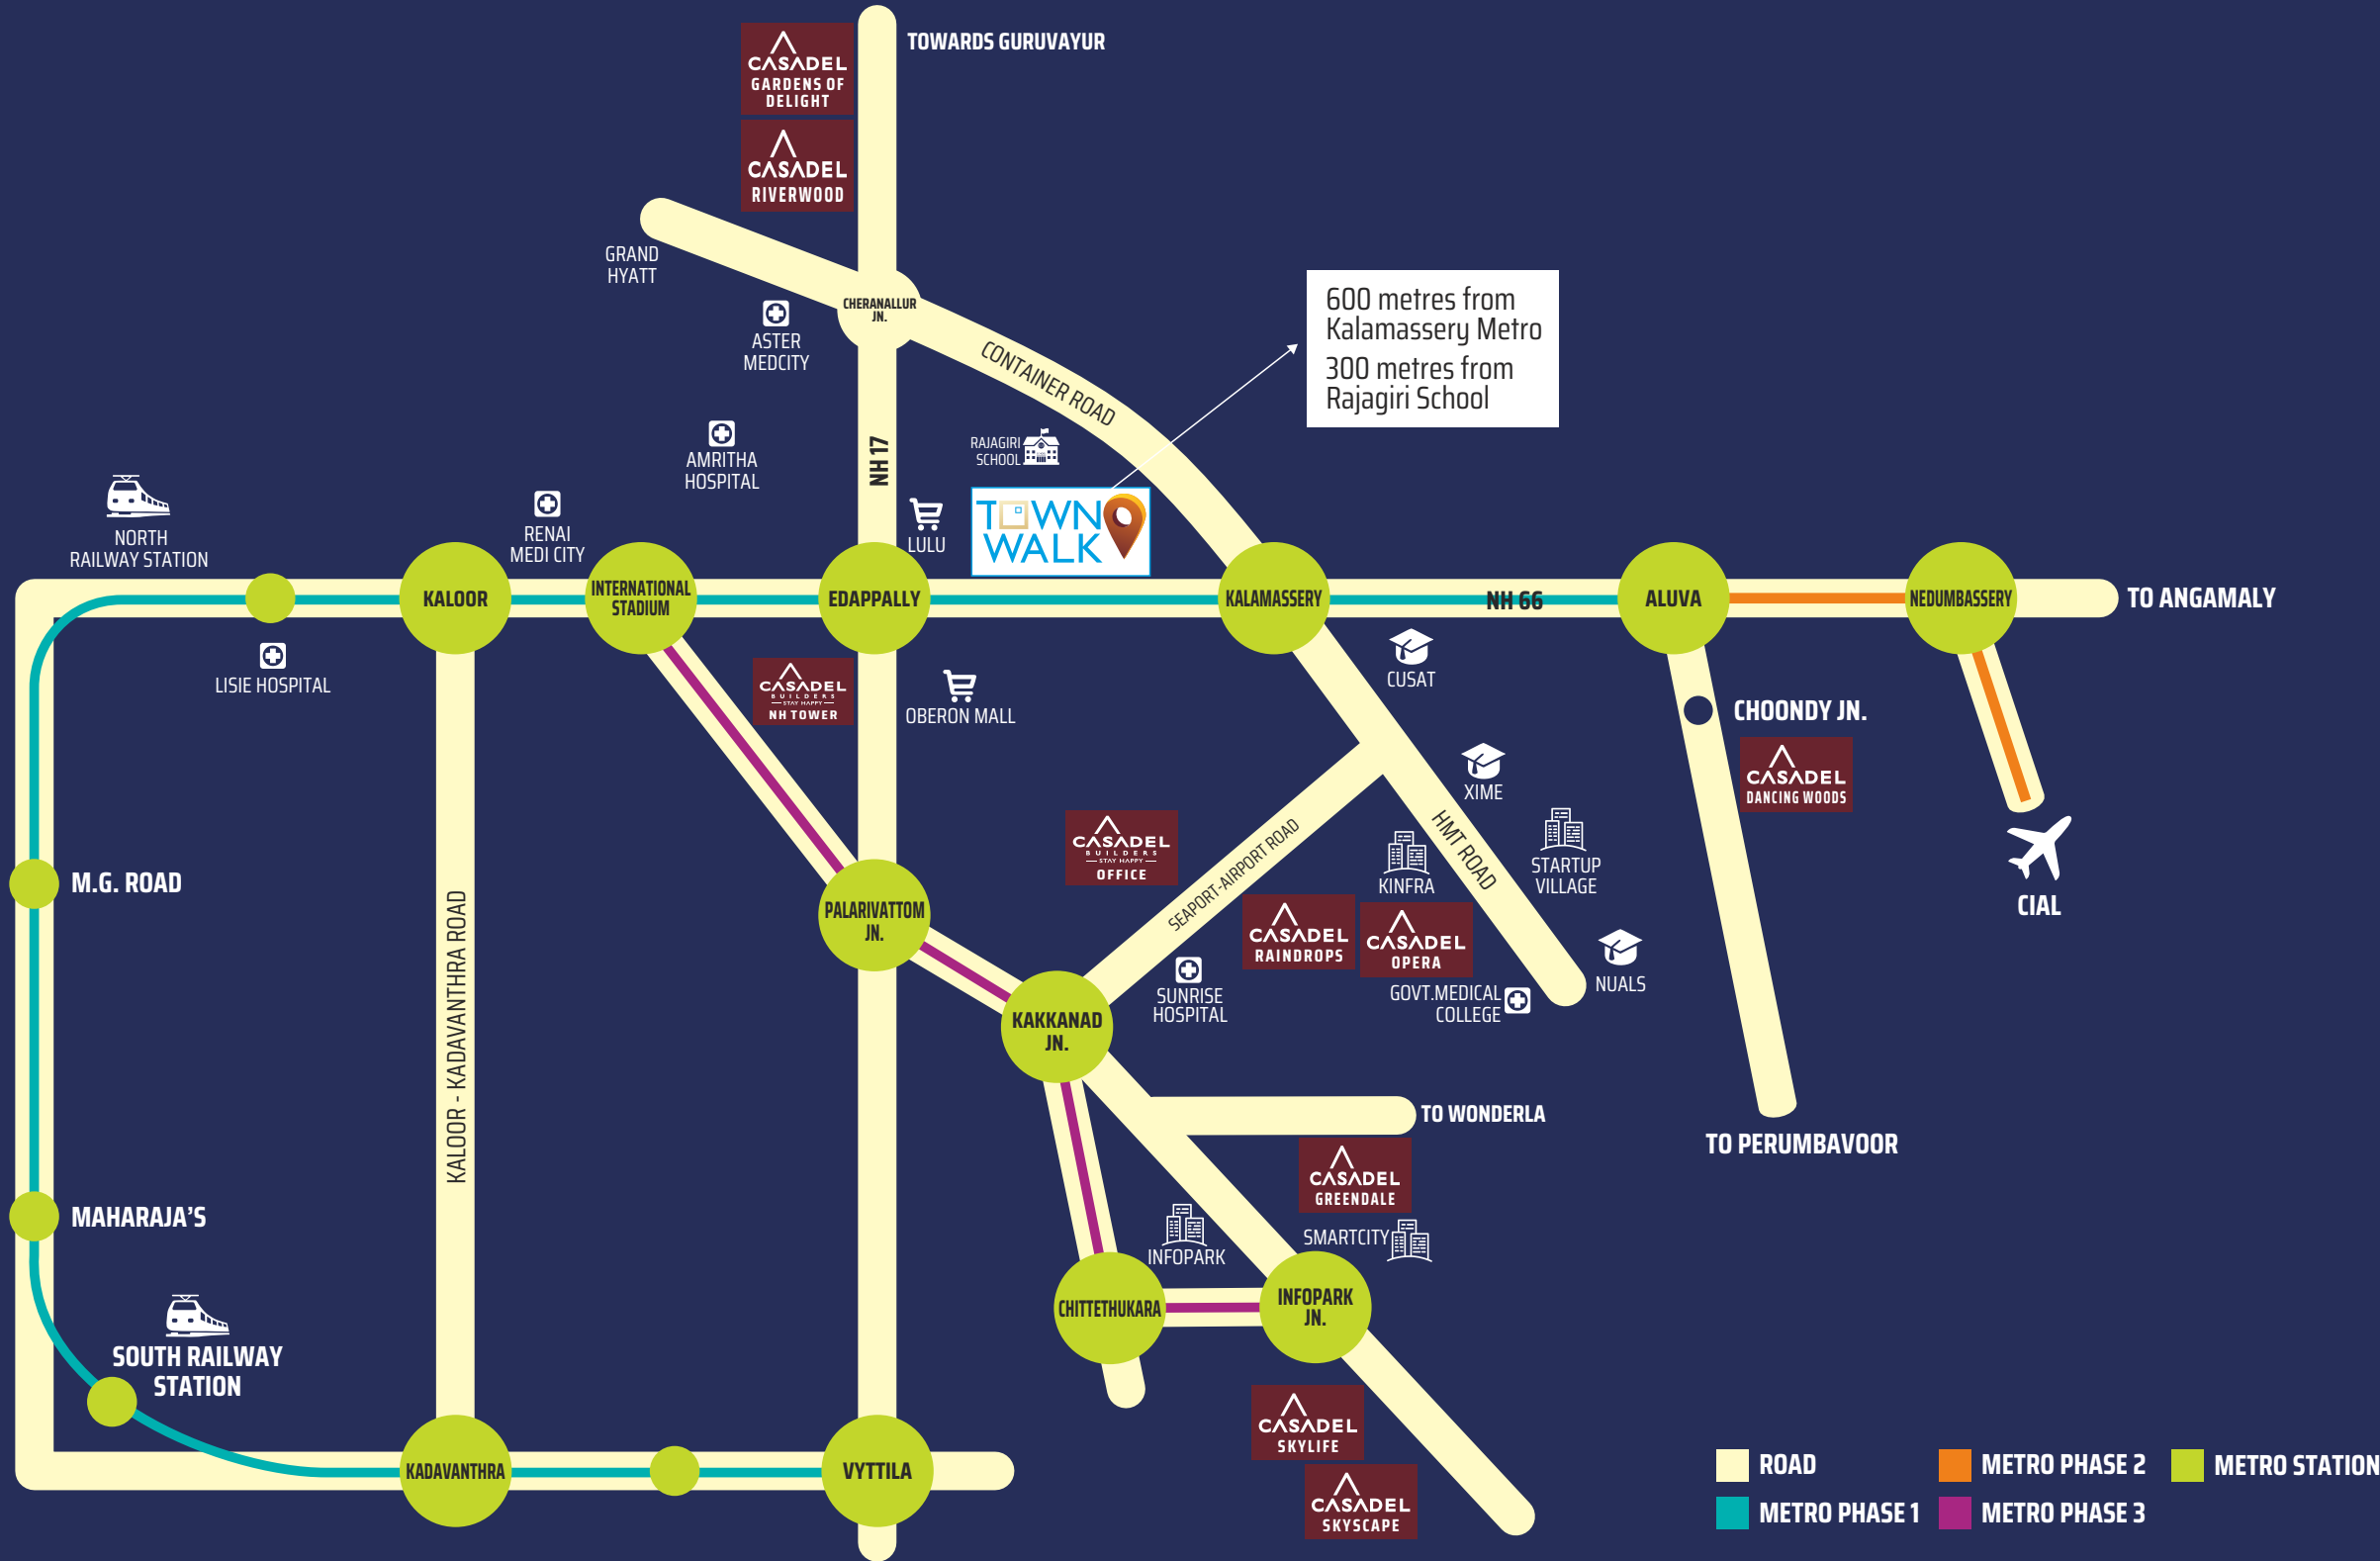 TOWARDS GURUVAYUR
CASADEL
GARDENS OF
DELIGHT
CASADEL
RIVERWOOD
GRAND
HYATT
CHERANALLUR
JN.
ASTER
MEDCITY
CONTAINER ROAD
600 metres from
Kalamassery Metro
300 metres from
Rajagiri School
NH 17
AMRITHA
HOSPITAL
RAJAGIRI
SCHOOL
NORTH
RAILWAY STATION
RENAI
MEDI CITY
LULU
TOWN
WALK
KALOOR
INTERNATIONAL
STADIUM
EDAPPALLY
KALAMASSERY
NH 66
ALUVA
NEDUMBASSERY
TO ANGAMALY
LISIE HOSPITAL
CASADEL
BUILDERS
STAY HAPPY
NH TOWER
OBERON MALL
CUSAT
CHOONDY JN.
CASADEL
DANCING WOODS
XIME
CASADEL
BUILDERS
STAY HAPPY
OFFICE
SEAPORT-AIRPORT ROAD
HMT ROAD
KINFRA
STARTUP
VILLAGE
CIAL
M.G. ROAD
KALOOR - KADAVANTHRA ROAD
PALARIVATTOM
JN.
CASADEL
RAINDROPS
CASADEL
OPERA
SUNRISE
HOSPITAL
GOVT.MEDICAL
COLLEGE
NUALS
KAKKANAD
JN.
TO WONDERLA
TO PERUMBAVOOR
CASADEL
GREENDALE
MAHARAJA’S
INFOPARK
SMARTCITY
CHITTETHUKARA
INFOPARK
JN.
SOUTH RAILWAY
STATION
CASADEL
SKYLIFE
KADAVANTHRA
VYTTILA
CASADEL
SKYSCAPE
ROAD
METRO PHASE 2
METRO STATION
METRO PHASE 1
METRO PHASE 3